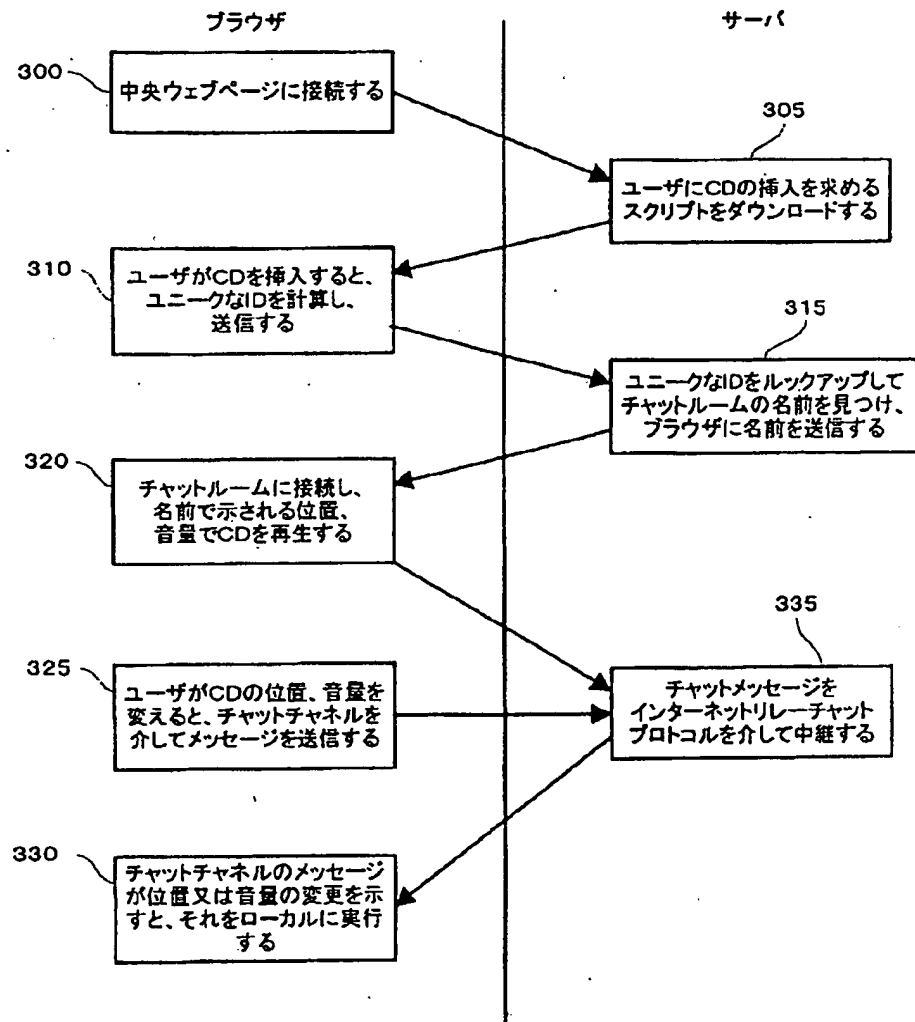 ブラウザ
サーバ
300
中央ウェブページに接続する
305
ユーザにCDの挿入を求める
スクリプトをダウンロードする
310
ユーザがCDを挿入すると、
ユニークなIDを計算し、
送信する
315
ユニークなIDをルックアップして
チャットルームの名前を見つけ、
ブラウザに名前を送信する
320
チャットルームに接続し、
名前で示される位置、
音量でCDを再生する
335
チャットメッセージを
インターネットリレーチャット
プロトコルを介して中継する
325
ユーザがCDの位置、音量を
変えると、チャットチャネルを
介してメッセージを送信する
330
チャットチャネルのメッセージ
が位置又は音量の変更を示
すと、それをローカルに実行
する